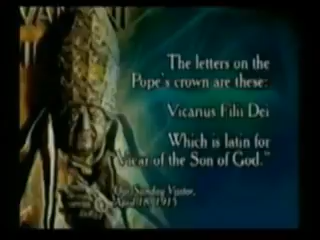 The letters on the
Pope's crown are these:
Vicarius Filii Dei
Which is latin for
"Vicar of the Son of God."
Our Sunday Visitor,
April 18, 1915